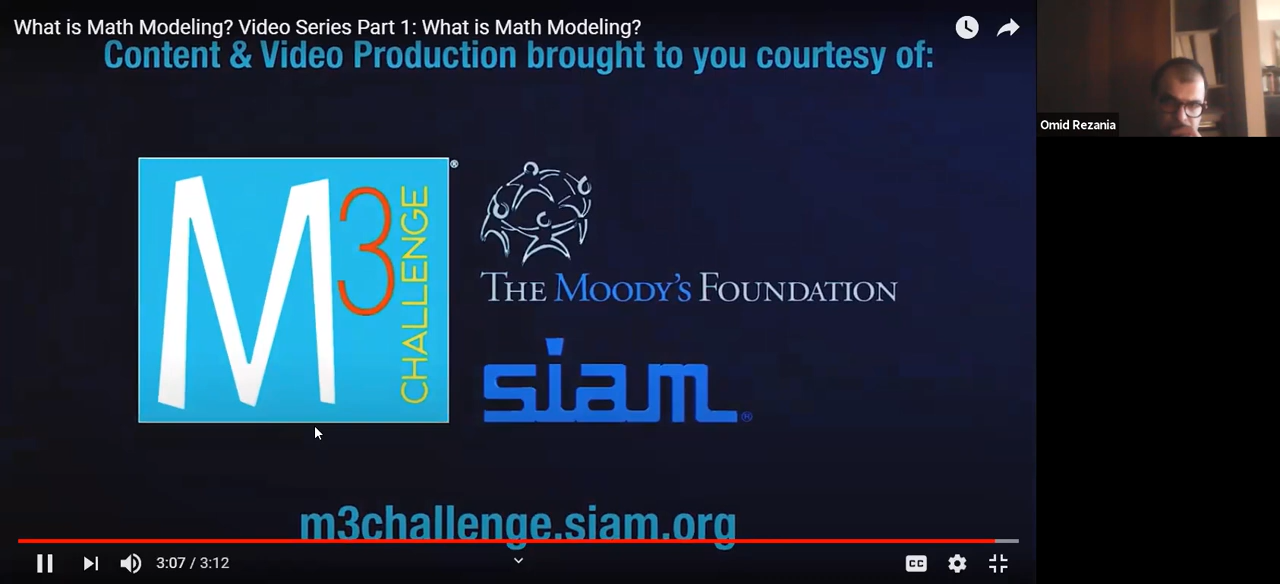 What is Math Modeling? Video Series Part 1: What is Math Modeling?
Content & Video Production brought to you courtesy of:
Omid Rezania
M3 CHALLENGE®
THE MOODY'S FOUNDATION
siam®
m3challenge.siam.org
3:07 / 3:12
CC